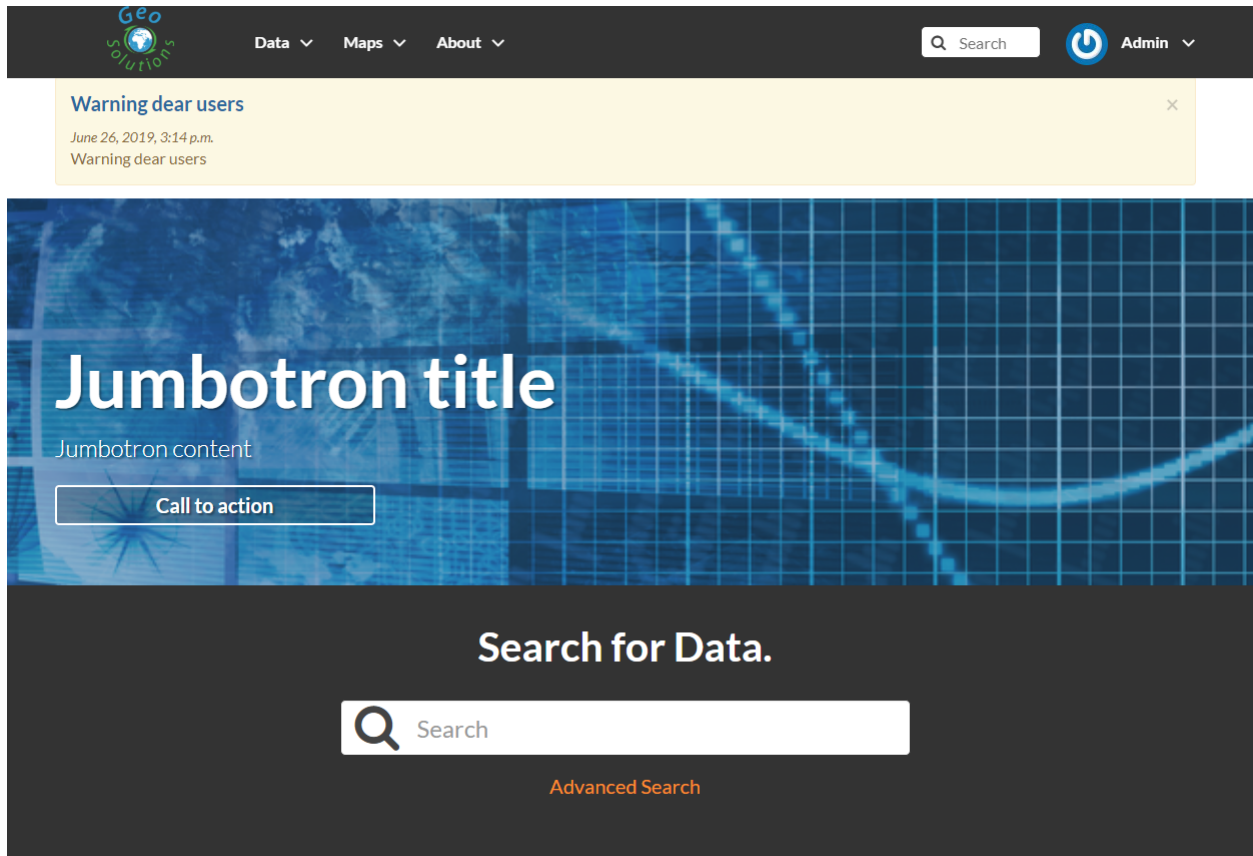 Geo
Solutions
Data
Maps
About
Search
Admin
Warning dear users
×
June 26, 2019, 3:14 p.m.
Warning dear users
Jumbotron title
Jumbotron content
Call to action
Search for Data.
Search
Advanced Search